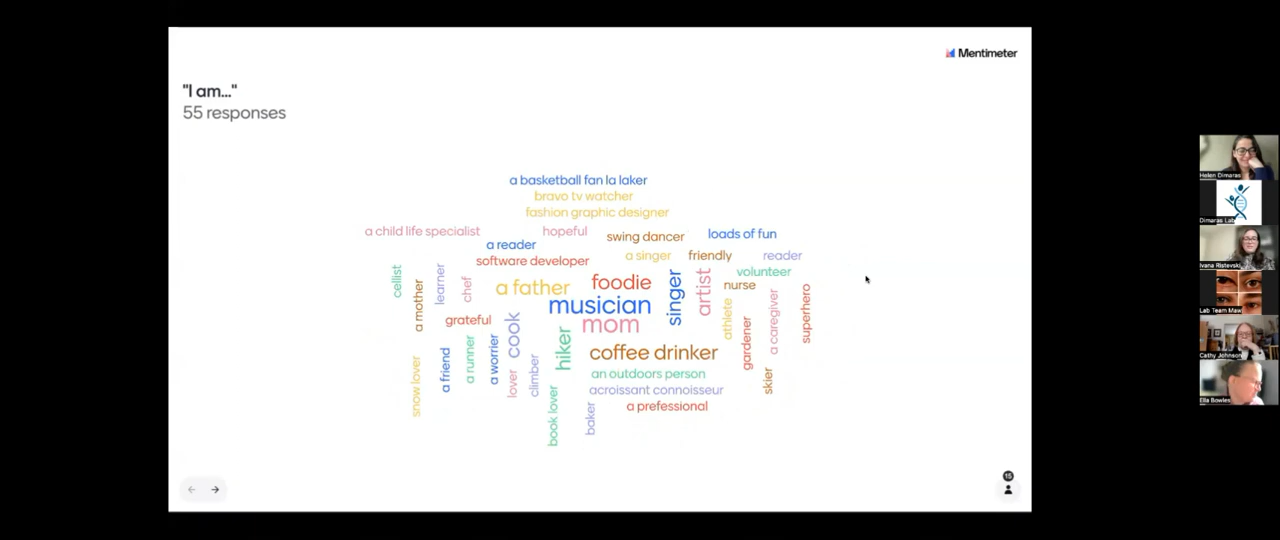 Mentimeter
"I am..."
55 responses
a basketball fan la laker
bravo tv watcher
fashion graphic designer
a child life specialist
hopeful
swing dancer
loads of fun
a reader
a singer
friendly
reader
software developer
volunteer
cellist
a mother
learner
chef
a father
foodie
singer
artist
nurse
musician
mom
athlete
gardener
a caregiver
superhero
grateful
cook
hiker
coffee drinker
snow lover
a friend
a runner
a worrier
lover
climber
an outdoors person
skier
acroissant connoisseur
book lover
baker
a prefessional
15
Helen Dimaras
Dimaras Lab
Ivana Ristevski
Lab Team Maw
Cathy Johnson
Ella Bowles